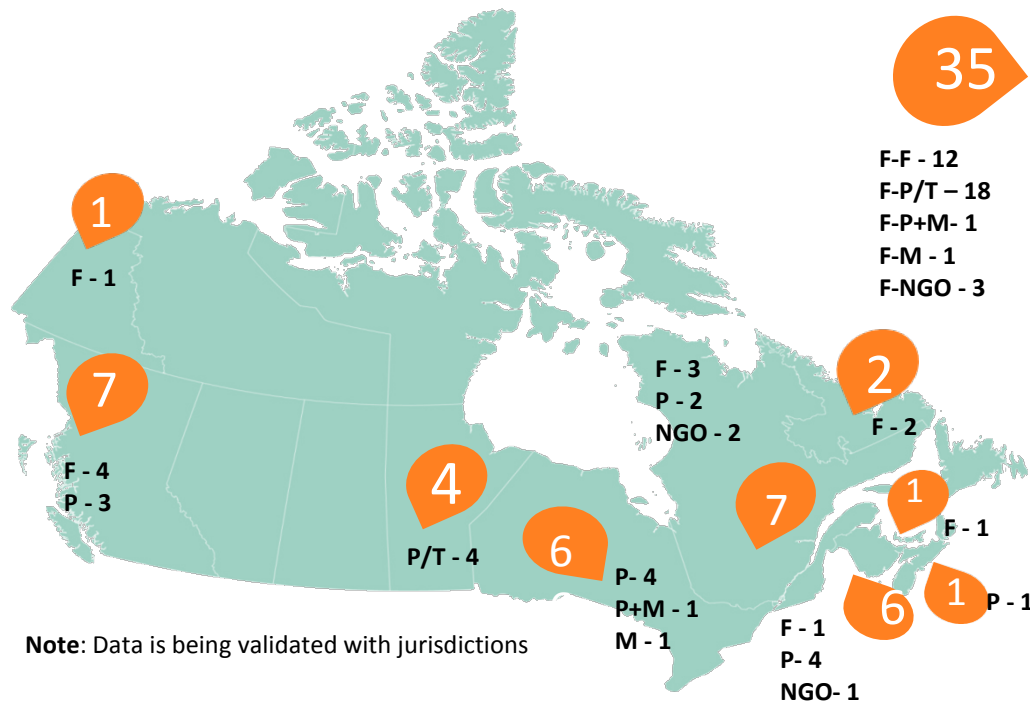 35
F-F - 12
F-P/T – 18
F-P+M- 1
F-M - 1
F-NGO - 3
1
F - 1
7
F - 4
P - 3
4
P/T - 4
6
P- 4
P+M - 1
M - 1
F - 3
P - 2
NGO - 2
7
2
F - 2
1
F - 1
1
P - 1
6
F - 1
P- 4
NGO- 1
Note: Data is being validated with jurisdictions